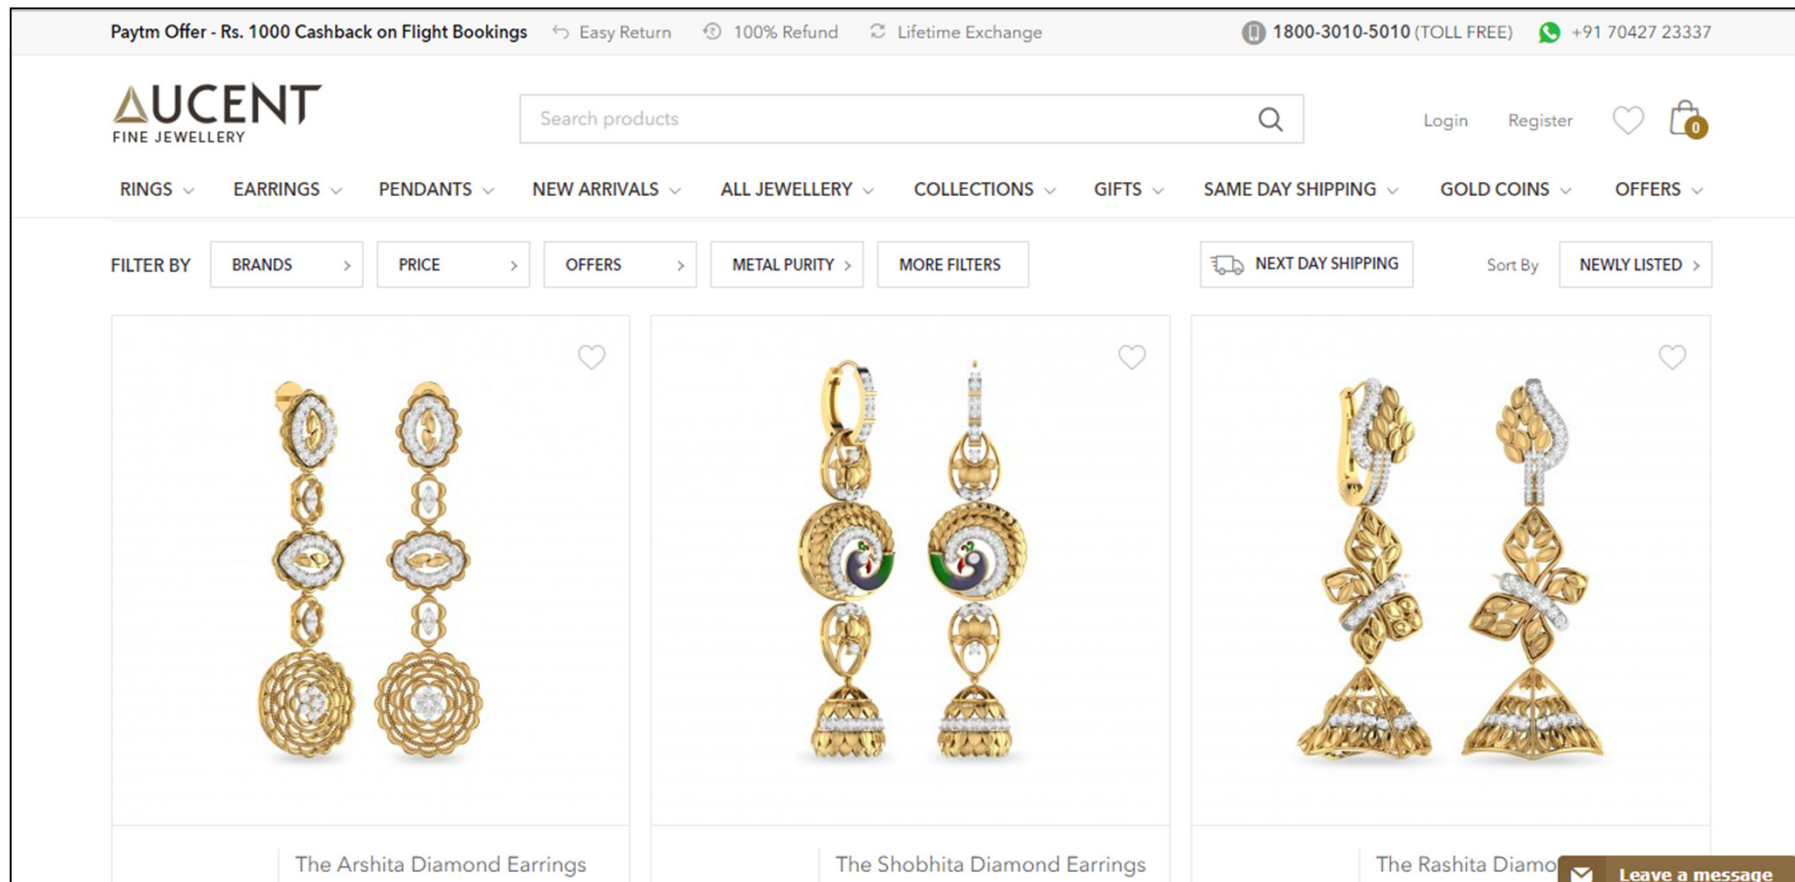 Paytm Offer - Rs. 1000 Cashback on Flight Bookings Easy Return 100% Refund Lifetime Exchange 1800-3010-5010 (TOLL FREE) +91 70427 23337
AUCENT
FINE JEWELLERY
Search products
Login Register 0
RINGS EARRINGS PENDANTS NEW ARRIVALS ALL JEWELLERY COLLECTIONS GIFTS SAME DAY SHIPPING GOLD COINS OFFERS
FILTER BY BRANDS PRICE OFFERS METAL PURITY MORE FILTERS NEXT DAY SHIPPING Sort By NEWLY LISTED
The Arshita Diamond Earrings The Shobhita Diamond Earrings The Rashita Diamo
Leave a message